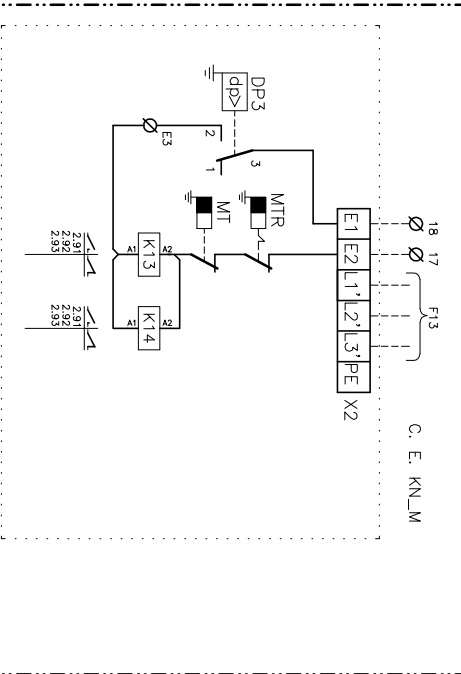 18
17
F13
C. E. KN_M
E1
E2
L1'
L2'
L3'
PE
X2
DP3
dp>
MTR
MT
E3
2
3
1
A1
K13
A2
A1
K14
A2
2.91
2.92
2.93
2.91
2.92
2.93